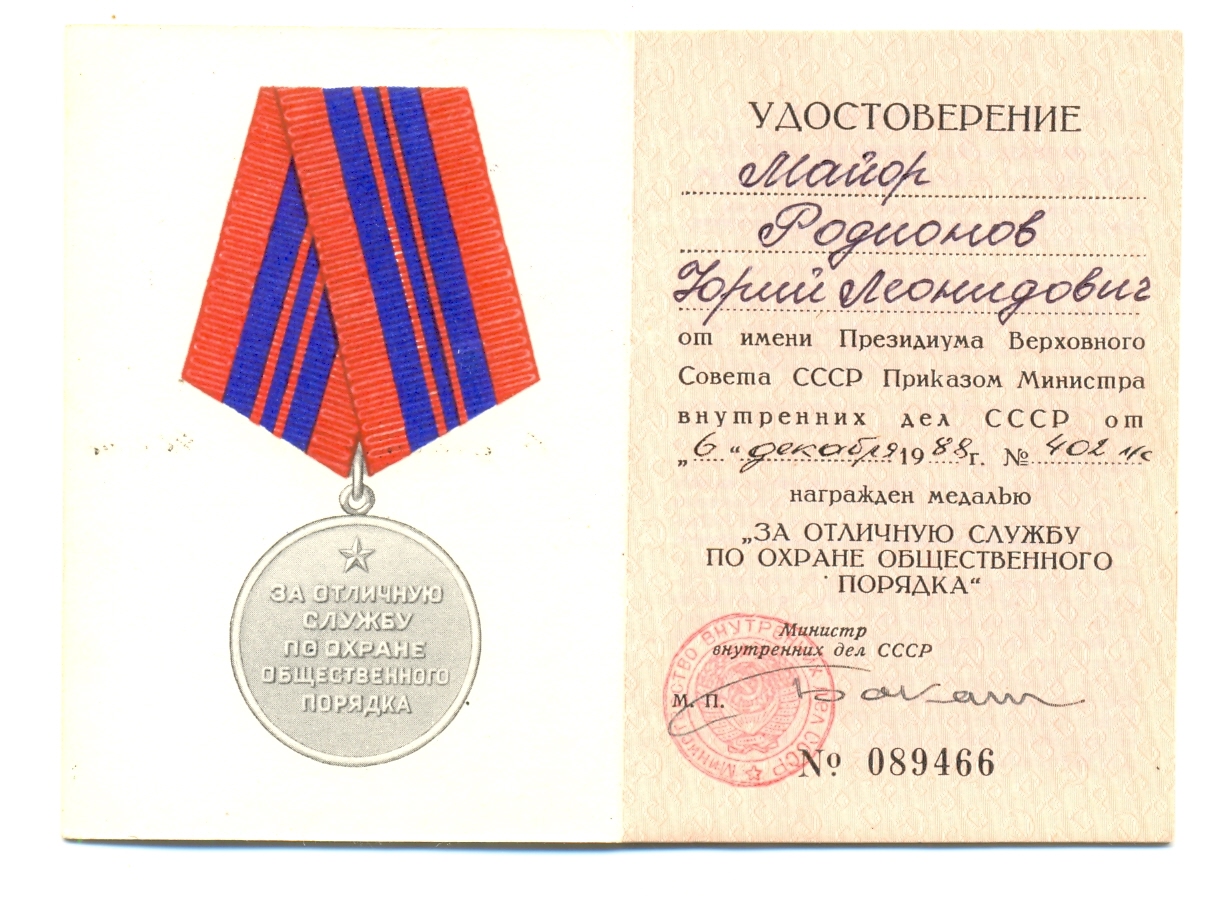 ЗА ОТЛИЧНУЮ
СЛУЖБУ
ПО ОХРАНЕ
ОБЩЕСТВЕННОГО
ПОРЯДКА
УДОСТОВЕРЕНИЕ
Майор
Родионов
Юрий Леонидович
от имени Президиума Верховного
Совета СССР Приказом Министра
внутренних дел СССР от
„6“ декабря 1988г. № 402 л/с
награжден медалью
„ЗА ОТЛИЧНУЮ СЛУЖБУ
ПО ОХРАНЕ ОБЩЕСТВЕННОГО
ПОРЯДКА“
Министр
внутренних дел СССР
М. П.
№ 089466